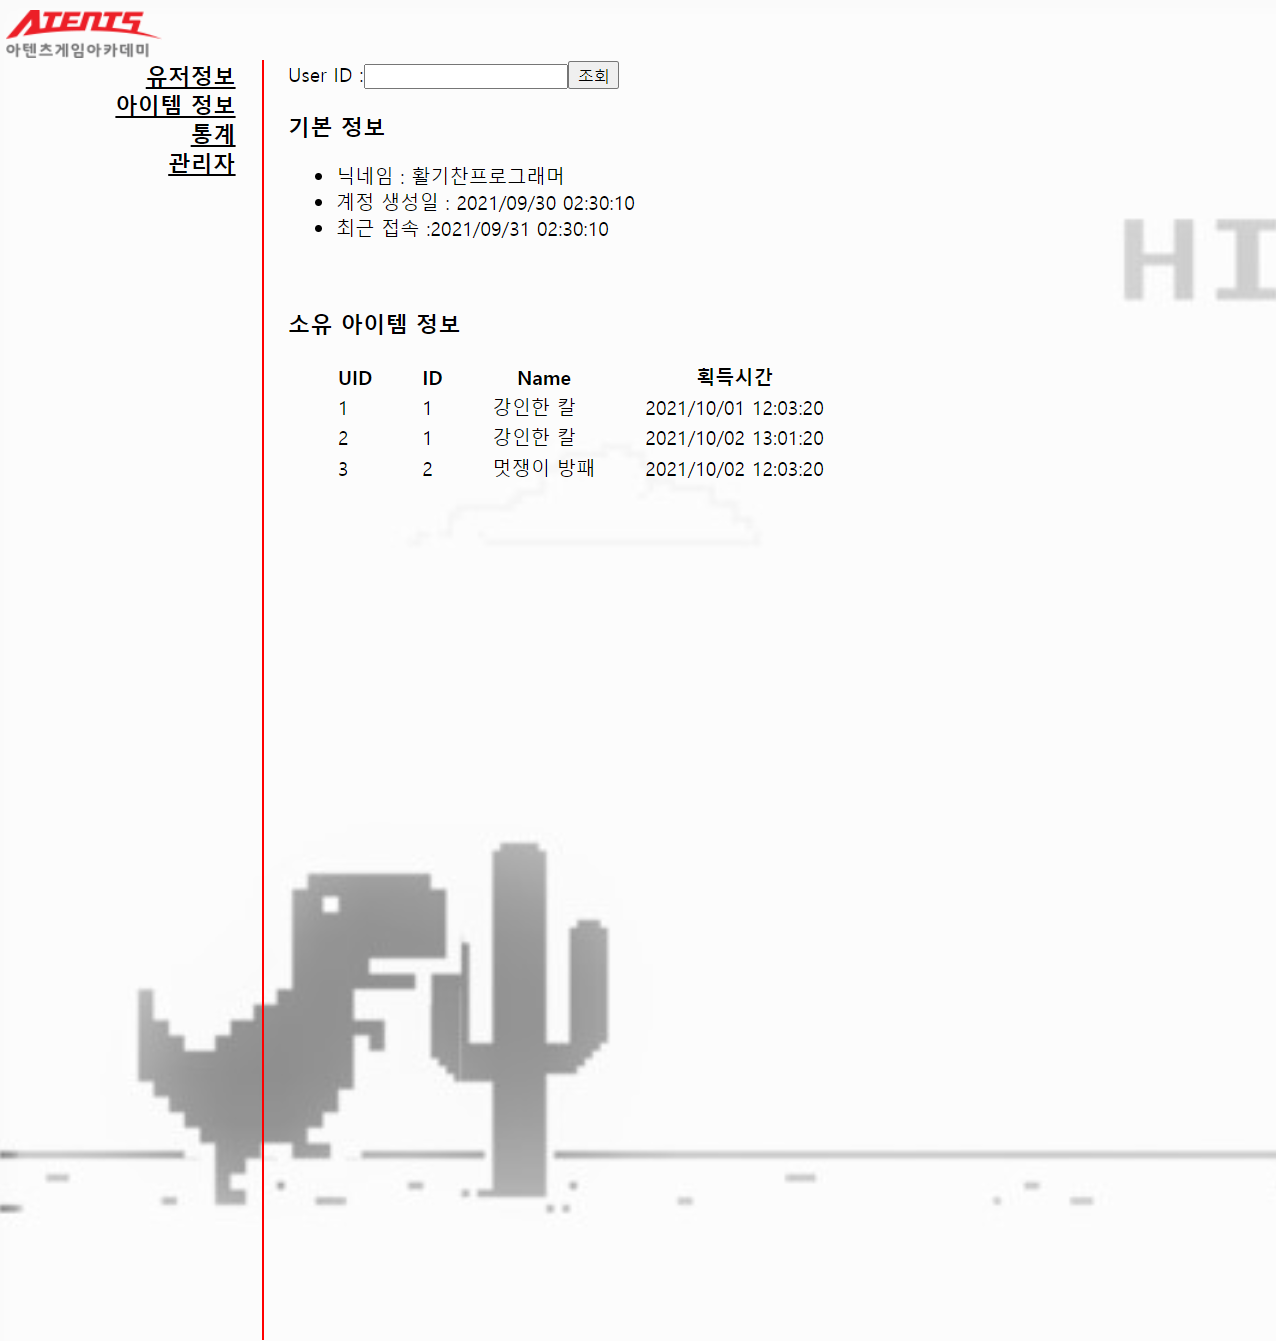 ATENTS
아텐츠게임아카데미
유저정보
아이템 정보
통계
관리자
User ID : 조회
기본 정보
닉네임 : 활기찬프로그래머
계정 생성일 : 2021/09/30 02:30:10
최근 접속 :2021/09/31 02:30:10
HI
소유 아이템 정보
UID ID Name 획득시간
1 1 강인한 칼 2021/10/01 12:03:20
2 1 강인한 칼 2021/10/02 13:01:20
3 2 멋쟁이 방패 2021/10/02 12:03:20